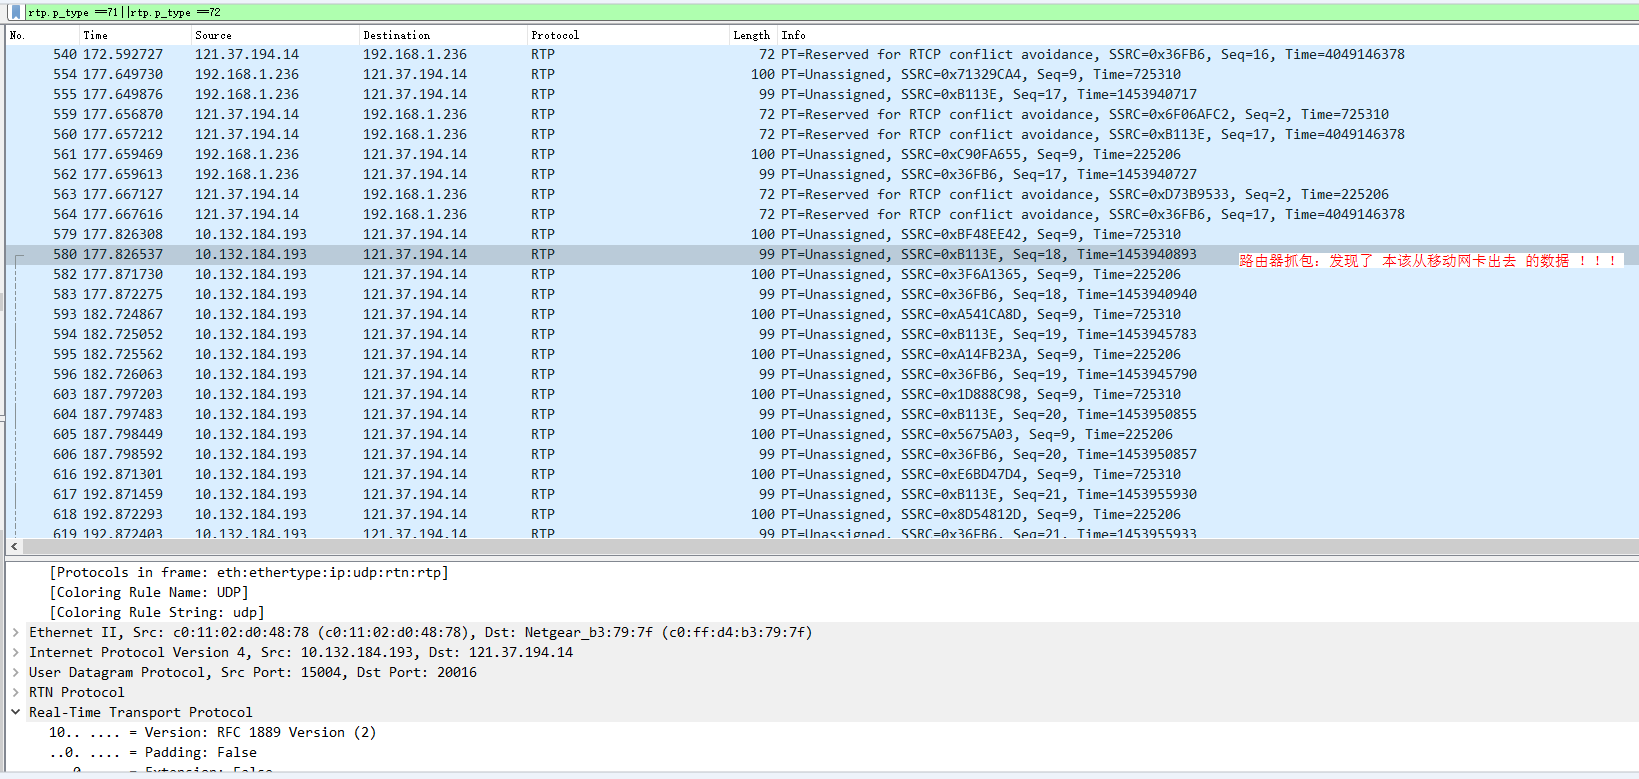 rtp.p_type ==71||rtp.p_type ==72
No. Time Source Destination Protocol Length Info
540 172.592727 121.37.194.14 192.168.1.236 RTP 72 PT=Reserved for RTCP conflict avoidance, SSRC=0x36FB6, Seq=16, Time=4049146378
554 177.649730 192.168.1.236 121.37.194.14 RTP 100 PT=Unassigned, SSRC=0x71329CA4, Seq=9, Time=725310
555 177.649876 192.168.1.236 121.37.194.14 RTP 99 PT=Unassigned, SSRC=0xB113E, Seq=17, Time=1453940717
559 177.656870 121.37.194.14 192.168.1.236 RTP 72 PT=Reserved for RTCP conflict avoidance, SSRC=0x6F06AFC2, Seq=2, Time=725310
560 177.657212 121.37.194.14 192.168.1.236 RTP 72 PT=Reserved for RTCP conflict avoidance, SSRC=0xB113E, Seq=17, Time=4049146378
561 177.659469 192.168.1.236 121.37.194.14 RTP 100 PT=Unassigned, SSRC=0xC90FA655, Seq=9, Time=225206
562 177.659613 192.168.1.236 121.37.194.14 RTP 99 PT=Unassigned, SSRC=0x36FB6, Seq=17, Time=1453940727
563 177.667127 121.37.194.14 192.168.1.236 RTP 72 PT=Reserved for RTCP conflict avoidance, SSRC=0xD73B9533, Seq=2, Time=225206
564 177.667616 121.37.194.14 192.168.1.236 RTP 72 PT=Reserved for RTCP conflict avoidance, SSRC=0x36FB6, Seq=17, Time=4049146378
579 177.826308 10.132.184.193 121.37.194.14 RTP 100 PT=Unassigned, SSRC=0xBF48EE42, Seq=9, Time=725310
580 177.826537 10.132.184.193 121.37.194.14 RTP 99 PT=Unassigned, SSRC=0xB113E, Seq=18, Time=1453940893 路由器抓包：发现了 本该从移动网卡出去 的数据 ！！！
582 177.871730 10.132.184.193 121.37.194.14 RTP 100 PT=Unassigned, SSRC=0x3F6A1365, Seq=9, Time=225206
583 177.872275 10.132.184.193 121.37.194.14 RTP 99 PT=Unassigned, SSRC=0x36FB6, Seq=18, Time=1453940940
593 182.724867 10.132.184.193 121.37.194.14 RTP 100 PT=Unassigned, SSRC=0xA541CA8D, Seq=9, Time=725310
594 182.725052 10.132.184.193 121.37.194.14 RTP 99 PT=Unassigned, SSRC=0xB113E, Seq=19, Time=1453945783
595 182.725562 10.132.184.193 121.37.194.14 RTP 100 PT=Unassigned, SSRC=0xA14FB23A, Seq=9, Time=225206
596 182.726063 10.132.184.193 121.37.194.14 RTP 99 PT=Unassigned, SSRC=0x36FB6, Seq=19, Time=1453945790
603 187.797203 10.132.184.193 121.37.194.14 RTP 100 PT=Unassigned, SSRC=0x1D888C98, Seq=9, Time=725310
604 187.797483 10.132.184.193 121.37.194.14 RTP 99 PT=Unassigned, SSRC=0xB113E, Seq=20, Time=1453950855
605 187.798449 10.132.184.193 121.37.194.14 RTP 100 PT=Unassigned, SSRC=0x5675A03, Seq=9, Time=225206
606 187.798592 10.132.184.193 121.37.194.14 RTP 99 PT=Unassigned, SSRC=0x36FB6, Seq=20, Time=1453950857
616 192.871301 10.132.184.193 121.37.194.14 RTP 100 PT=Unassigned, SSRC=0xE6BD47D4, Seq=9, Time=725310
617 192.871459 10.132.184.193 121.37.194.14 RTP 99 PT=Unassigned, SSRC=0xB113E, Seq=21, Time=1453955930
618 192.872293 10.132.184.193 121.37.194.14 RTP 100 PT=Unassigned, SSRC=0x8D54812D, Seq=9, Time=225206
619 192.872403 10.132.184.193 121.37.194.14 RTP 99 PT=Unassigned, SSRC=0x36FB6, Seq=21, Time=1453955933
[Protocols in frame: eth:ethertype:ip:udp:rtn:rtp]
[Coloring Rule Name: UDP]
[Coloring Rule String: udp]
Ethernet II, Src: c0:11:02:d0:48:78 (c0:11:02:d0:48:78), Dst: Netgear_b3:79:7f (c0:ff:d4:b3:79:7f)
Internet Protocol Version 4, Src: 10.132.184.193, Dst: 121.37.194.14
User Datagram Protocol, Src Port: 15004, Dst Port: 20016
RTN Protocol
Real-Time Transport Protocol
10.. .... = Version: RFC 1889 Version (2)
..0. .... = Padding: False
...0 .... = Extension: False